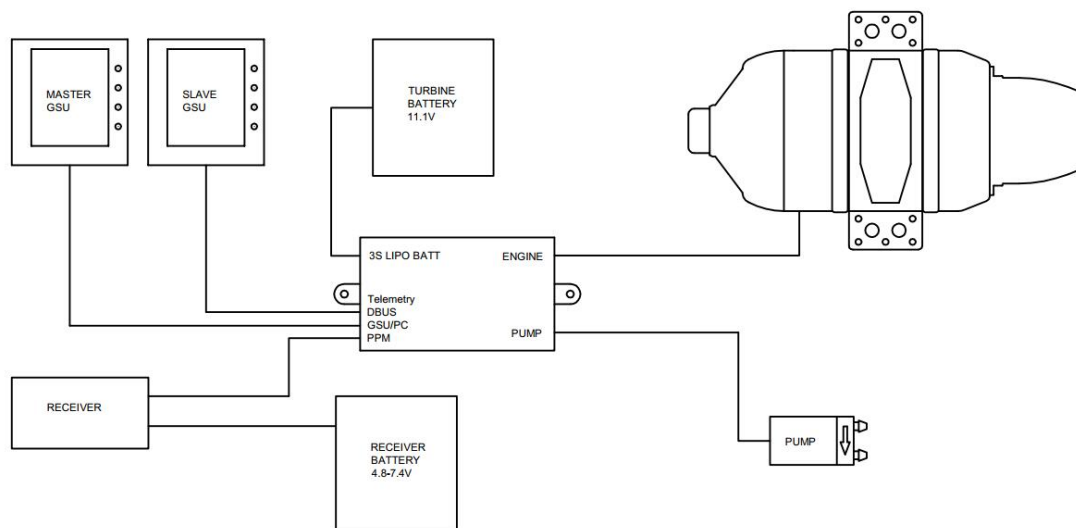 MASTER
GSU
SLAVE
GSU
TURBINE
BATTERY
11.1V
3S LIPO BATT
ENGINE
Telemetry
DBUS
GSU/PC
PPM
PUMP
RECEIVER
RECEIVER
BATTERY
4.8-7.4V
PUMP